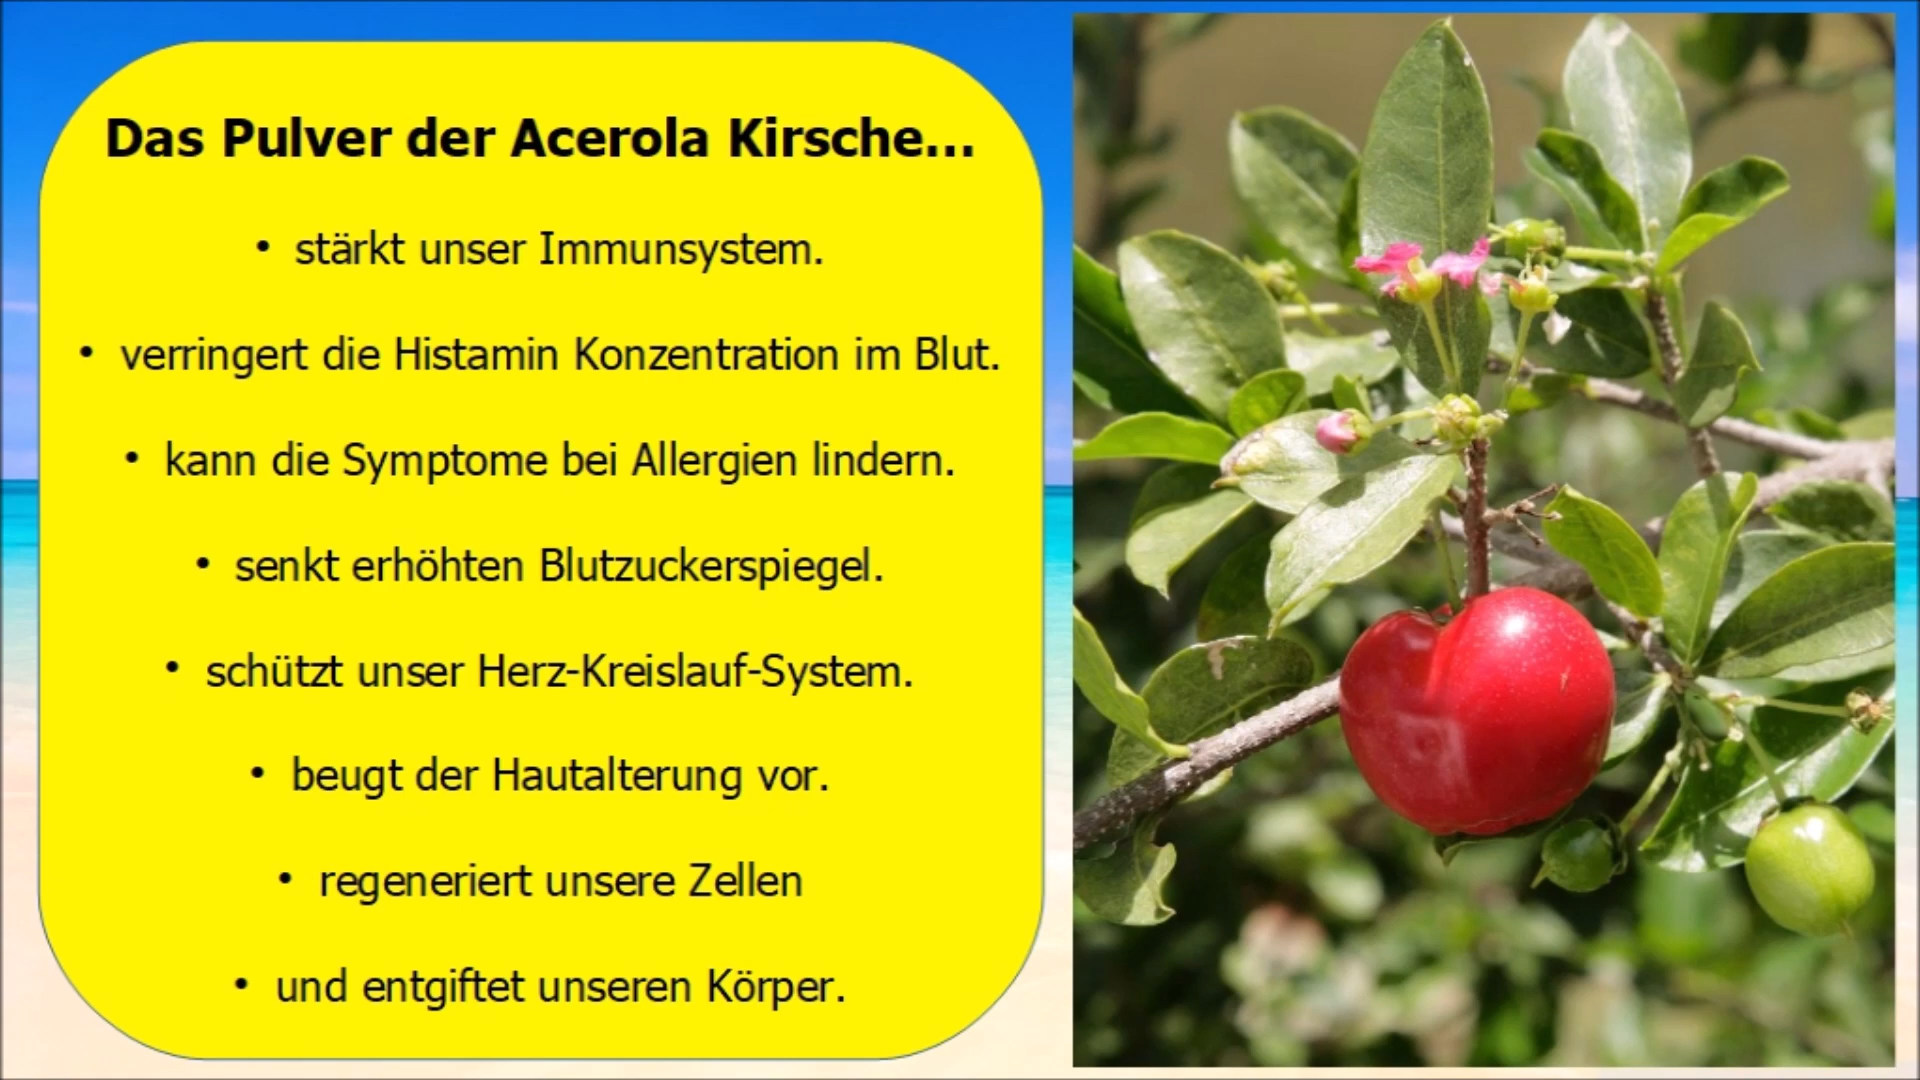 Das Pulver der Acerola Kirsche...
• stärkt unser Immunsystem.
• verringert die Histamin Konzentration im Blut.
• kann die Symptome bei Allergien lindern.
• senkt erhöhten Blutzuckerspiegel.
• schützt unser Herz-Kreislauf-System.
• beugt der Hautalterung vor.
• regeneriert unsere Zellen
• und entgiftet unseren Körper.